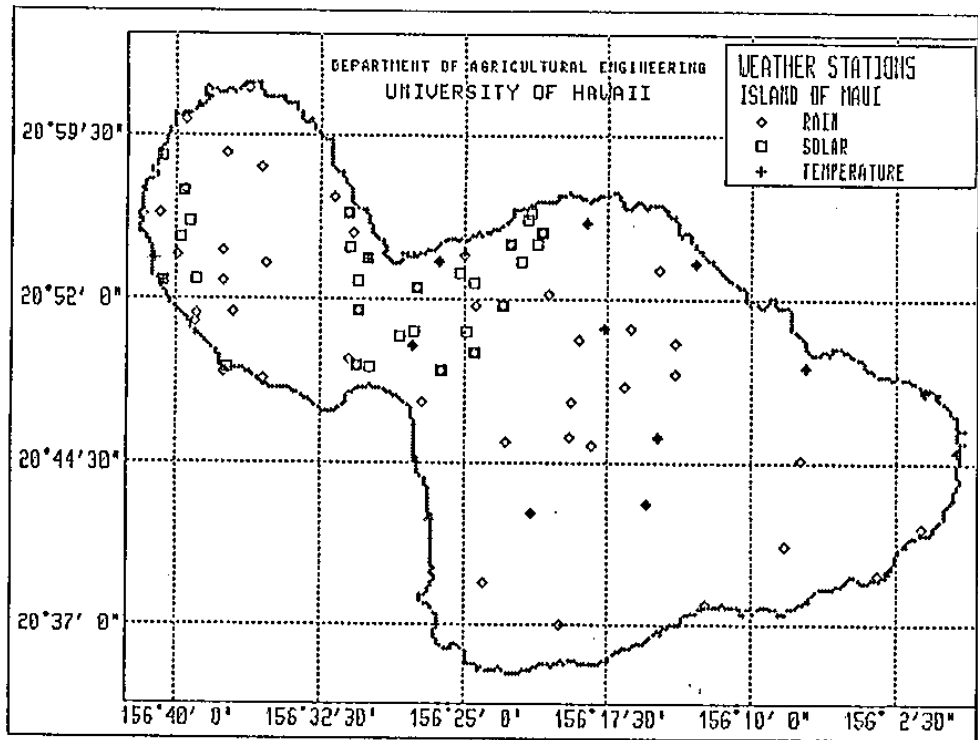 DEPARTMENT OF AGRICULTURAL ENGINEERING
UNIVERSITY OF HAWAII
WEATHER STATIONS
ISLAND OF MAUI
RAIN
SOLAR
TEMPERATURE
20°59'30"
20°52' 0"
20°44'30"
20°37' 0"
156°40' 0" 156°32'30" 156°25' 0" 156°17'30" 156°10' 0" 156° 2'30"